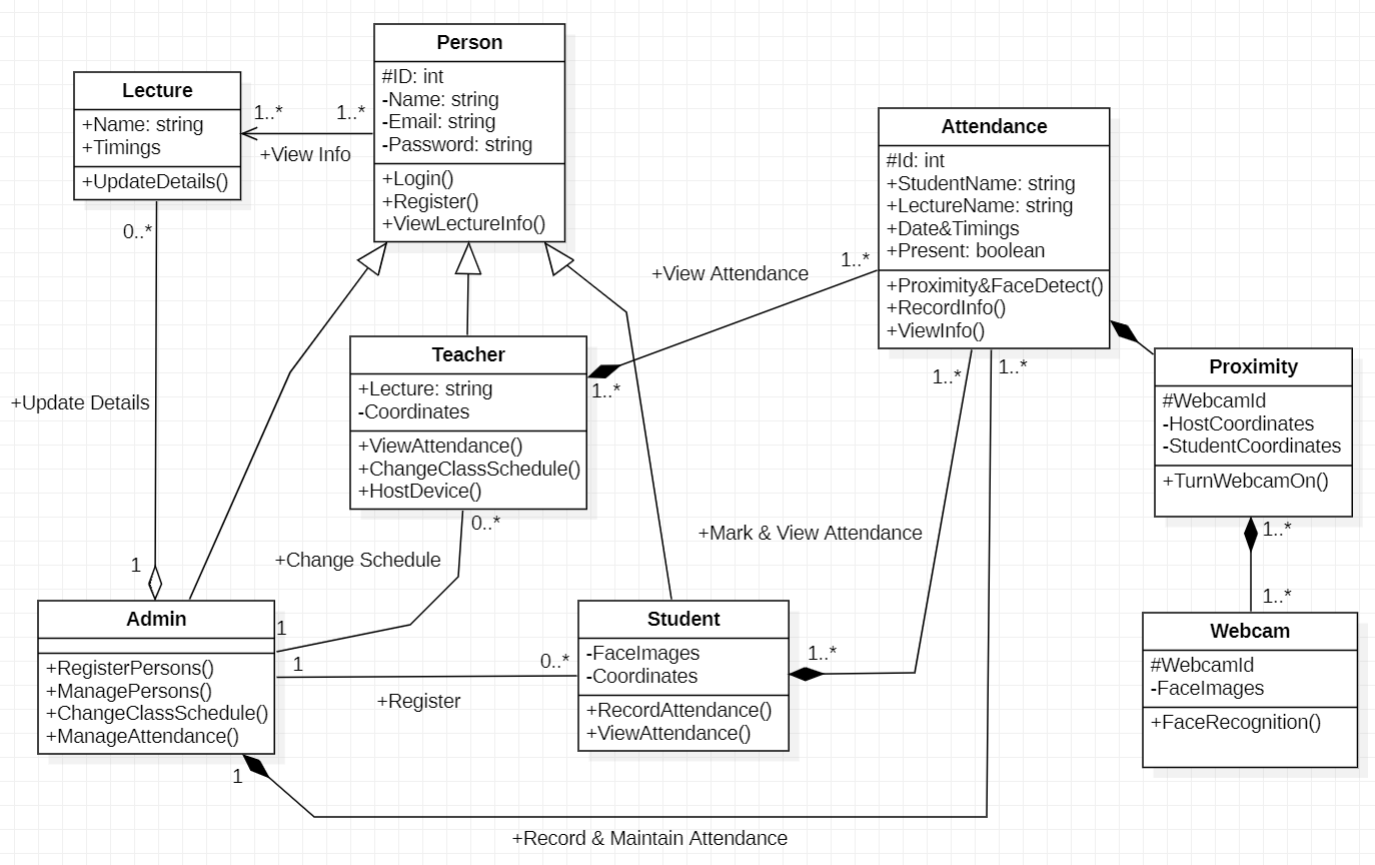 Person
#ID: int
-Name: string
-Email: string
-Password: string
+Login()
+Register()
+ViewLectureInfo()
Lecture
+Name: string
+Timings
+UpdateDetails()
1..*
1..*
+View Info
Attendance
#Id: int
+StudentName: string
+LectureName: string
+Date&Timings
+Present: boolean
+Proximity&FaceDetect()
+RecordInfo()
+ViewInfo()
0..*
+Update Details
1
+View Attendance
1..*
1..*
Teacher
+Lecture: string
-Coordinates
+ViewAttendance()
+ChangeClassSchedule()
+HostDevice()
0..*
+Change Schedule
1
1..*
1..*
+Mark & View Attendance
1..*
Proximity
#WebcamId
-HostCoordinates
-StudentCoordinates
+TurnWebcamOn()
1..*
1..*
Admin
+RegisterPersons()
+ManagePersons()
+ChangeClassSchedule()
+ManageAttendance()
1
0..*
+Register
Student
-FaceImages
-Coordinates
+RecordAttendance()
+ViewAttendance()
Webcam
#WebcamId
-FaceImages
+FaceRecognition()
1
+Record & Maintain Attendance